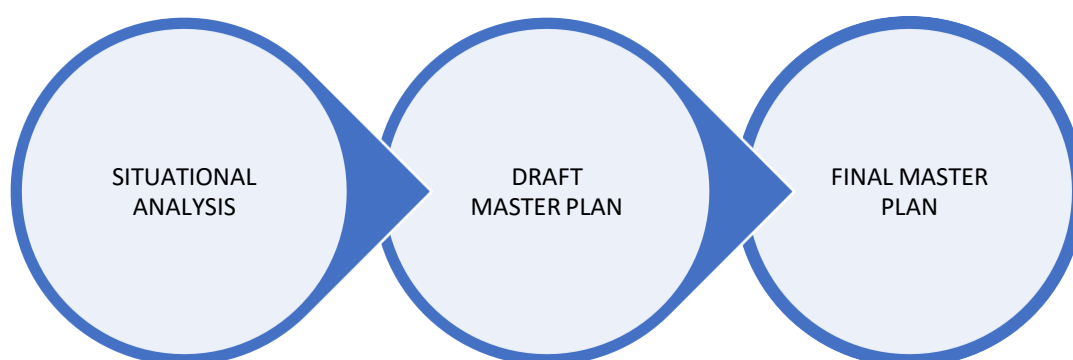 SITUATIONAL
ANALYSIS
DRAFT
MASTER PLAN
FINAL MASTER
PLAN